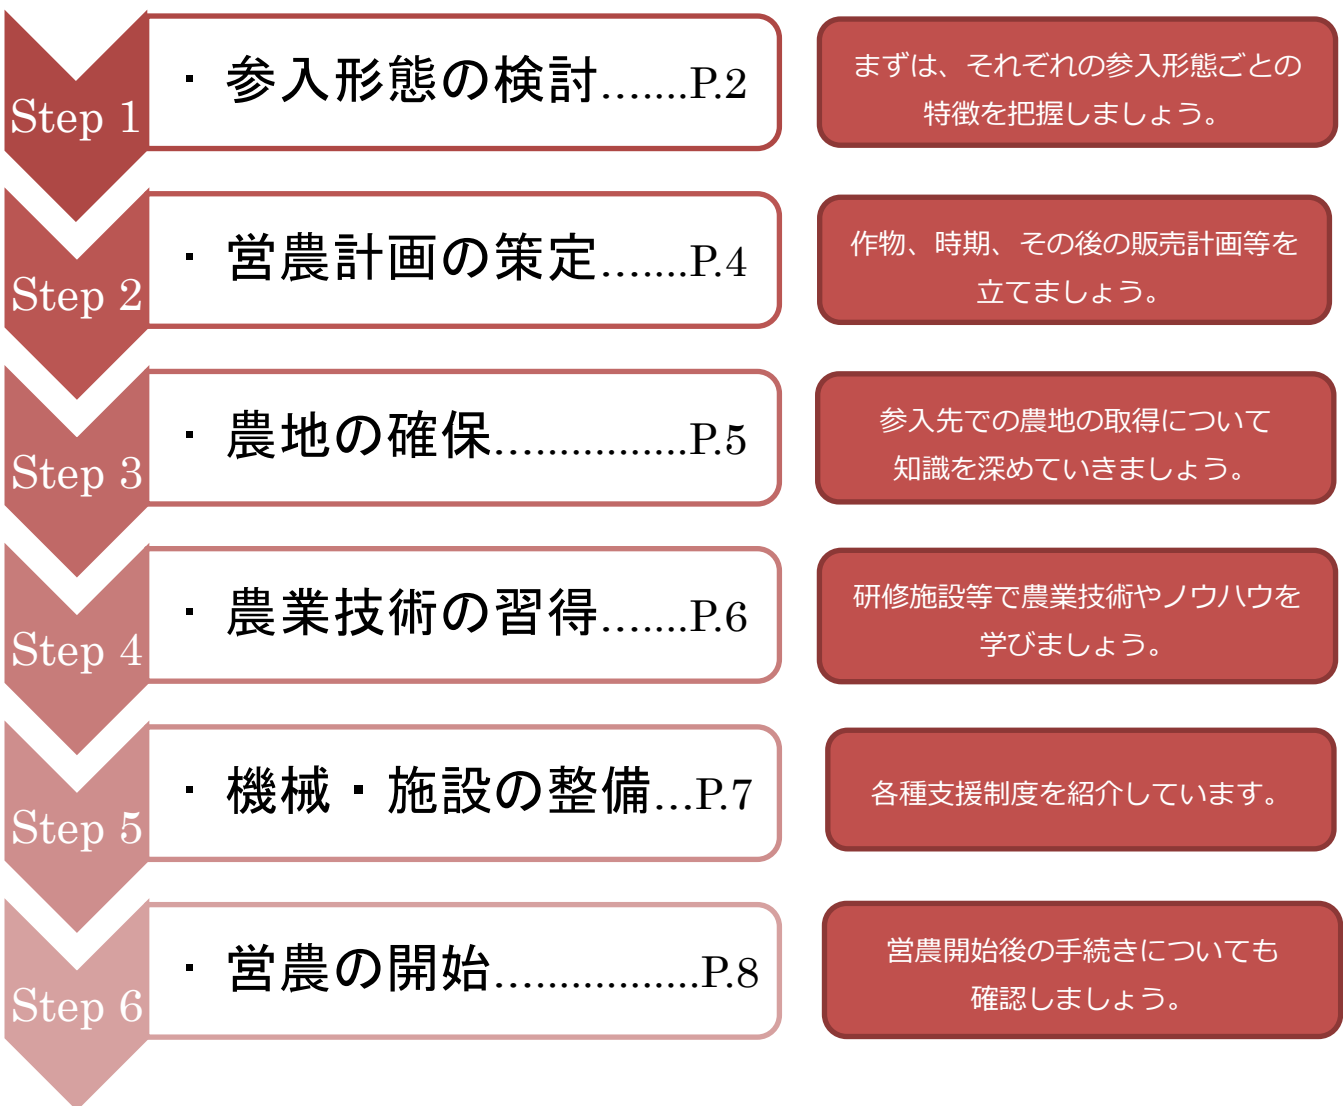 Step 1
・参入形態の検討.......P.2
まずは、それぞれの参入形態ごとの
特徴を把握しましょう。
Step 2
・営農計画の策定.......P.4
作物、時期、その後の販売計画等を
立てましょう。
Step 3
・農地の確保...............P.5
参入先での農地の取得について
知識を深めていきましょう。
Step 4
・農業技術の習得.......P.6
研修施設等で農業技術やノウハウを
学びましょう。
Step 5
・機械・施設の整備...P.7
各種支援制度を紹介しています。
Step 6
・営農の開始................P.8
営農開始後の手続きについても
確認しましょう。